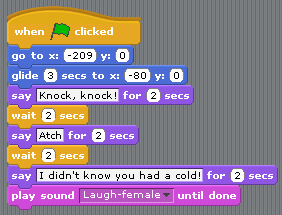 when clicked
go to x: -209 y: 0
glide 3 secs to x: -80 y: 0
say Knock, knock! for 2 secs
wait 2 secs
say Atch for 2 secs
wait 2 secs
say I didn't know you had a cold! for 2 secs
play sound Laugh-female until done